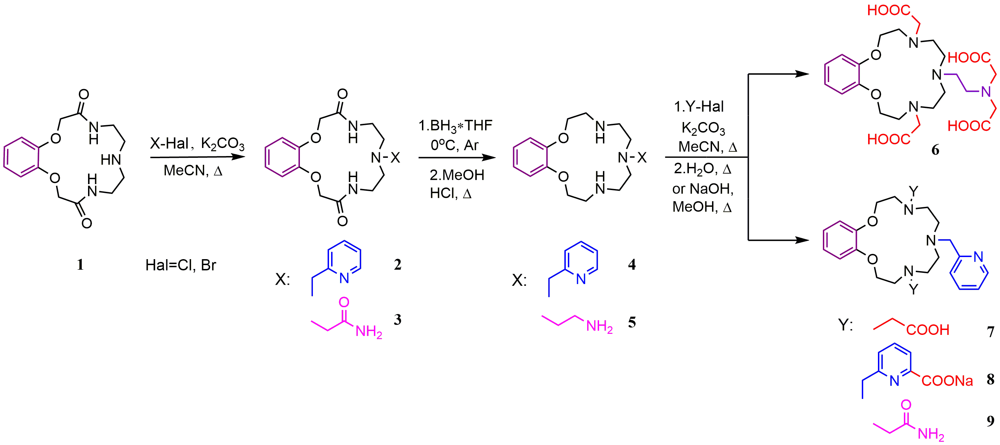 O
N
H
O
HN
O
H
N
O
1
X-Hal, K₂CO₃
MeCN, Δ
Hal=Cl, Br
O
N
H
O
N-X
O
H
N
O
X:
N
2
O
NH₂
3
1.BH₃*THF
0ºC, Ar
2.MeOH
HCl, Δ
N
H
O
N-X
O
H
N
X:
N
4
NH₂
5
1.Y-Hal
K₂CO₃
MeCN, Δ
2.H₂O, Δ
or NaOH,
MeOH, Δ
HOOC
N
O
HOOC
N
N
O
N
HOOC
HOOC
6
Y
N
O
N
N
O
N
Y
Y:
COOH
7
N
COONa
8
O
NH₂
9